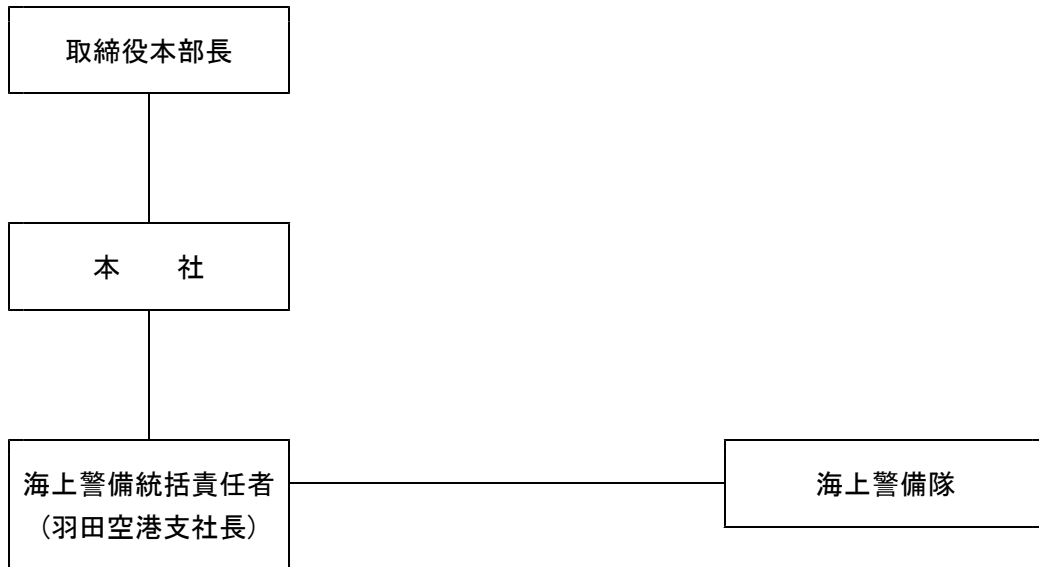 取締役本部長
本　　社
海上警備統括責任者
（羽田空港支社長）
海上警備隊